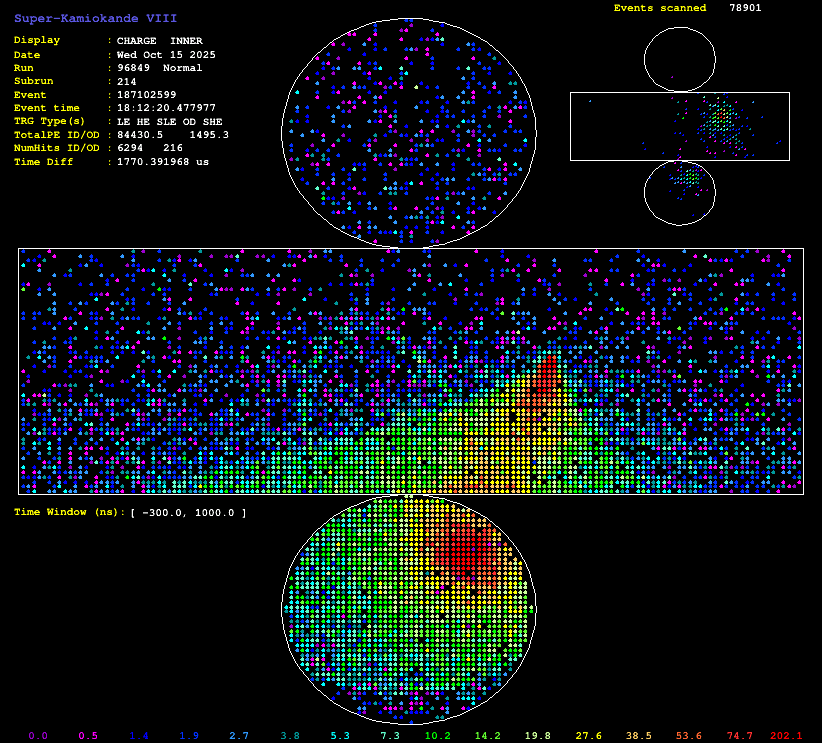 Super-Kamiokande VIII
Events scanned 78901
Display : CHARGE INNER
Date : Wed Oct 15 2025
Run : 96849 Normal
Subrun : 214
Event : 187102599
Event time : 18:12:20.477977
TRG Type(s) : LE HE SLE OD SHE
TotalPE ID/OD : 84430.5 1495.3
NumHits ID/OD : 6294 216
Time Diff : 1770.391968 us
Time Window (ns): [ -300.0, 1000.0 ]
0.0 0.5 1.4 1.9 2.7 3.8 5.3 7.3 10.2 14.2 19.8 27.6 38.5 53.6 74.7 202.1